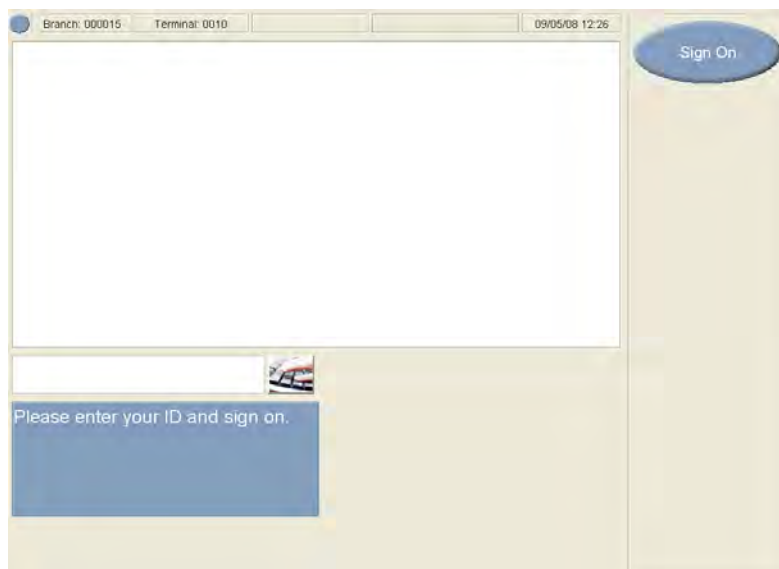 Branch: 000015 Terminal: 0010 09/05/08 12:26
Sign On
Please enter your ID and sign on.